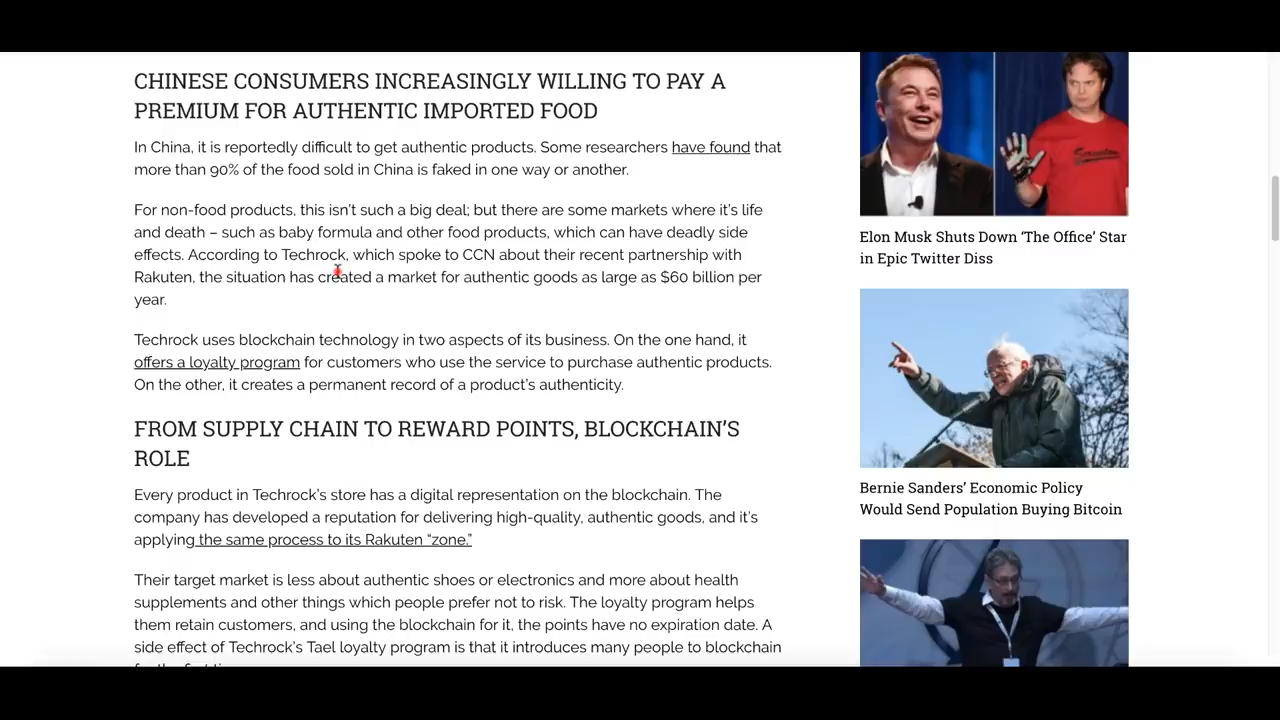 CHINESE CONSUMERS INCREASINGLY WILLING TO PAY A
PREMIUM FOR AUTHENTIC IMPORTED FOOD
In China, it is reportedly difficult to get authentic products. Some researchers have found that
more than 90% of the food sold in China is faked in one way or another.
For non-food products, this isn’t such a big deal; but there are some markets where it’s life
and death – such as baby formula and other food products, which can have deadly side
effects. According to Techrock, which spoke to CCN about their recent partnership with
Rakuten, the situation has created a market for authentic goods as large as $60 billion per
year.
Techrock uses blockchain technology in two aspects of its business. On the one hand, it
offers a loyalty program for customers who use the service to purchase authentic products.
On the other, it creates a permanent record of a product’s authenticity.
FROM SUPPLY CHAIN TO REWARD POINTS, BLOCKCHAIN’S
ROLE
Every product in Techrock’s store has a digital representation on the blockchain. The
company has developed a reputation for delivering high-quality, authentic goods, and it’s
applying the same process to its Rakuten “zone.”
Their target market is less about authentic shoes or electronics and more about health
supplements and other things which people prefer not to risk. The loyalty program helps
them retain customers, and using the blockchain for it, the points have no expiration date. A
side effect of Techrock’s Tael loyalty program is that it introduces many people to blockchain
Elon Musk Shuts Down ‘The Office’ Star
in Epic Twitter Diss
Bernie Sanders’ Economic Policy
Would Send Population Buying Bitcoin